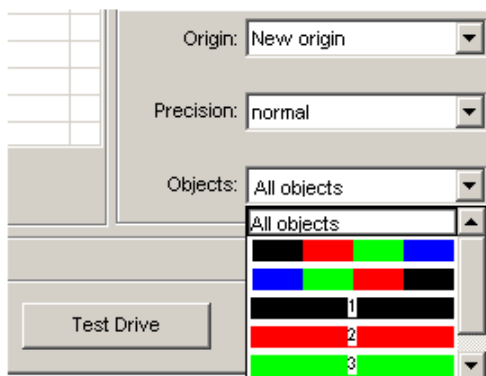 Origin: New origin
Precision: normal
Objects: All objects
All objects
1
2
3
Test Drive